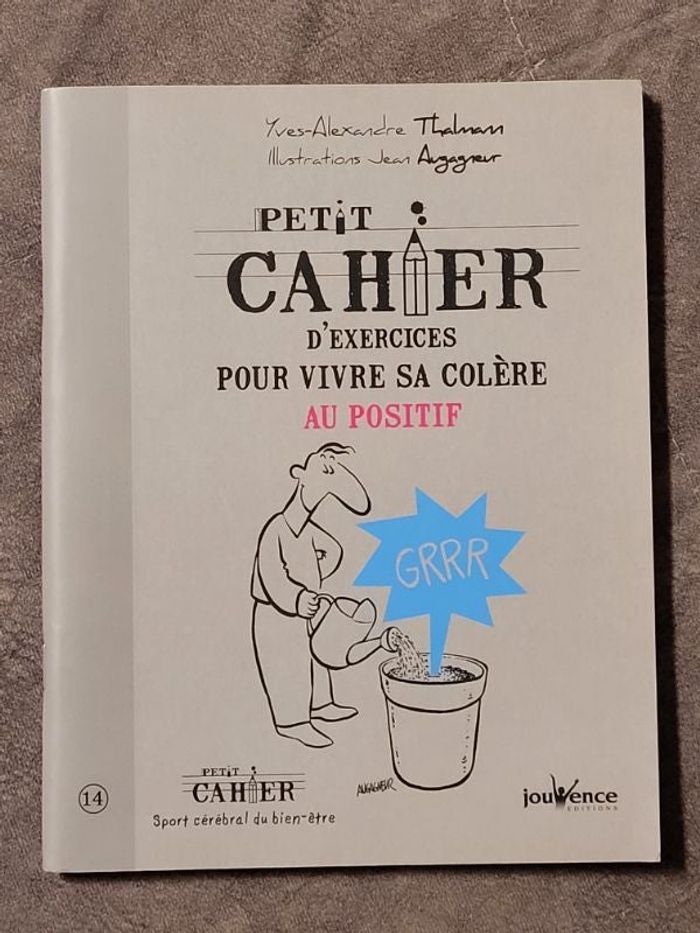 Yves-Alexandre Thalmann
Illustrations Jean Augagneur
PETIT
CAHIER
D'EXERCICES
POUR VIVRE SA COLÈRE
AU POSITIF
GRRR
AUGAGNEUR
14
PETIT
CAHIER
Sport cérébral du bien-être
jouvence
EDITIONS